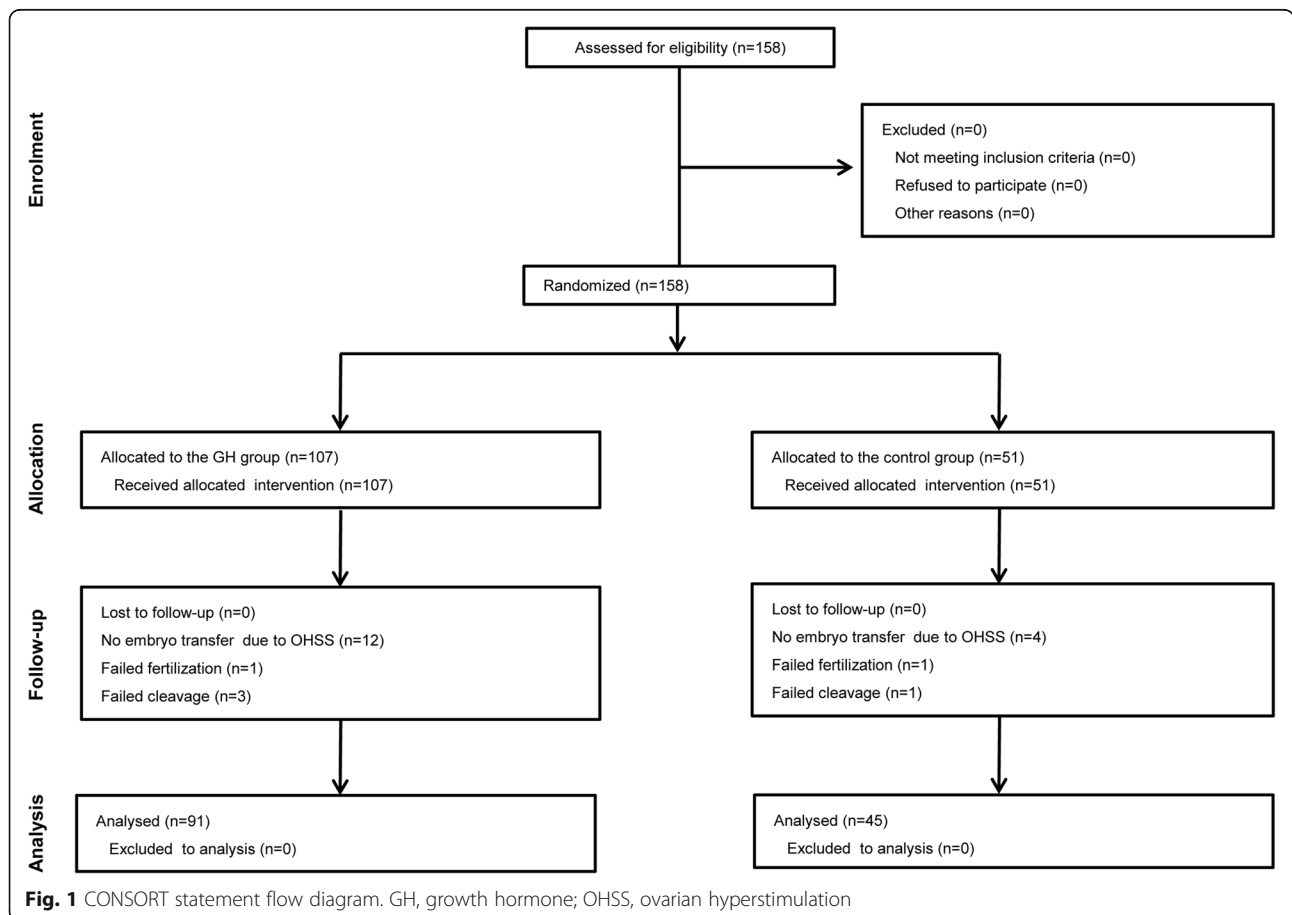 Assessed for eligibility (n=158)
Enrolment
Excluded (n=0)
Not meeting inclusion criteria (n=0)
Refused to participate (n=0)
Other reasons (n=0)
Randomized (n=158)
Allocation
Allocated to the GH group (n=107)
Received allocated intervention (n=107)
Allocated to the control group (n=51)
Received allocated intervention (n=51)
Follow-up
Lost to follow-up (n=0)
No embryo transfer due to OHSS (n=12)
Failed fertilization (n=1)
Failed cleavage (n=3)
Lost to follow-up (n=0)
No embryo transfer due to OHSS (n=4)
Failed fertilization (n=1)
Failed cleavage (n=1)
Analysis
Analysed (n=91)
Excluded to analysis (n=0)
Analysed (n=45)
Excluded to analysis (n=0)
Fig. 1 CONSORT statement flow diagram. GH, growth hormone; OHSS, ovarian hyperstimulation